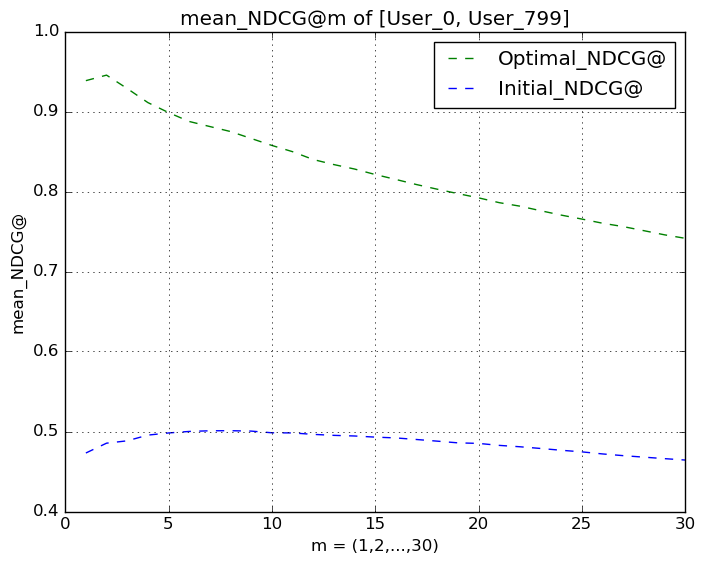 mean_NDCG@m of [User_0, User_799]
Optimal_NDCG@
Initial_NDCG@
mean_NDCG@
1.0
0.9
0.8
0.7
0.6
0.5
0.4
0 5 10 15 20 25 30
m = (1,2,...,30)